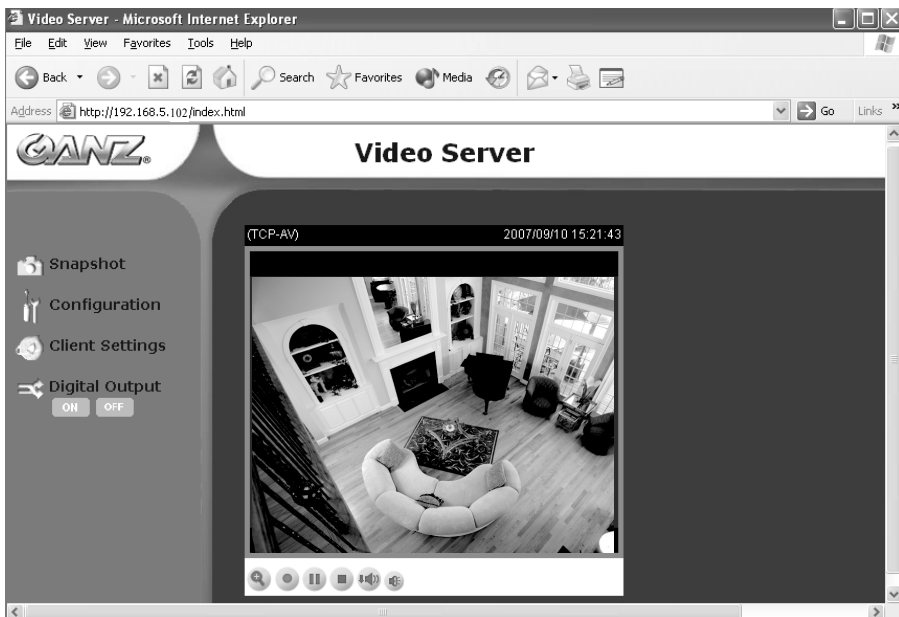 Video Server - Microsoft Internet Explorer
File Edit View Favorites Tools Help
Back Search Favorites Media
Address http://192.168.5.102/index.html Go Links »
GANZ®
Video Server
(TCP-AV) 2007/09/10 15:21:43
Snapshot
Configuration
Client Settings
Digital Output
ON OFF